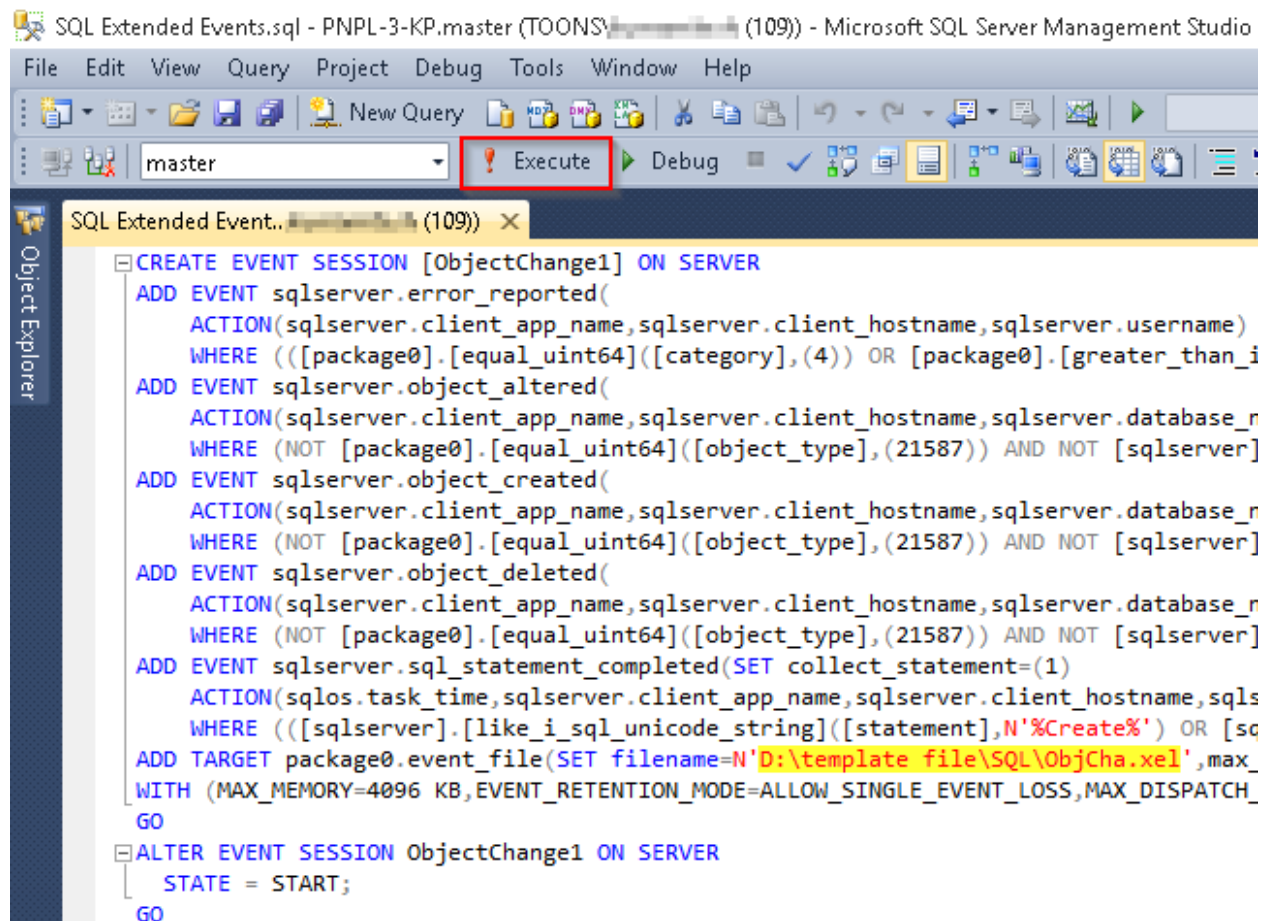 SQL Extended Events.sql - PNPL-3-KP.master (TOONS\ (109)) - Microsoft SQL Server Management Studio
File Edit View Query Project Debug Tools Window Help
New Query
master Execute Debug
SQL Extended Event.. (109))
Object Explorer
CREATE EVENT SESSION [ObjectChange1] ON SERVER
ADD EVENT sqlserver.error_reported(
ACTION(sqlserver.client_app_name,sqlserver.client_hostname,sqlserver.username)
WHERE (([package0].[equal_uint64]([category],(4)) OR [package0].[greater_than_i
ADD EVENT sqlserver.object_altered(
ACTION(sqlserver.client_app_name,sqlserver.client_hostname,sqlserver.database_n
WHERE (NOT [package0].[equal_uint64]([object_type],(21587)) AND NOT [sqlserver]
ADD EVENT sqlserver.object_created(
ACTION(sqlserver.client_app_name,sqlserver.client_hostname,sqlserver.database_n
WHERE (NOT [package0].[equal_uint64]([object_type],(21587)) AND NOT [sqlserver]
ADD EVENT sqlserver.object_deleted(
ACTION(sqlserver.client_app_name,sqlserver.client_hostname,sqlserver.database_n
WHERE (NOT [package0].[equal_uint64]([object_type],(21587)) AND NOT [sqlserver]
ADD EVENT sqlserver.sql_statement_completed(SET collect_statement=(1)
ACTION(sqlos.task_time,sqlserver.client_app_name,sqlserver.client_hostname,sqls
WHERE (([sqlserver].[like_i_sql_unicode_string]([statement],N'%Create%') OR [sq
ADD TARGET package0.event_file(SET filename=N'D:\template file\SQL\ObjCha.xel',max_
WITH (MAX_MEMORY=4096 KB,EVENT_RETENTION_MODE=ALLOW_SINGLE_EVENT_LOSS,MAX_DISPATCH_
GO
ALTER EVENT SESSION ObjectChange1 ON SERVER
STATE = START;
GO